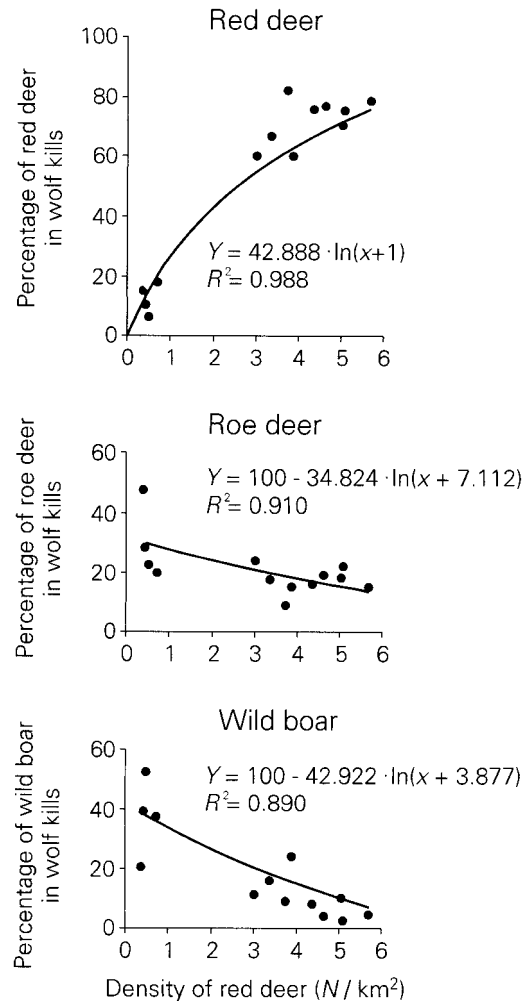 Red deer
Percentage of red deer
in wolf kills
100
80
60
40
20
0
Y = 42.888 · ln(x+1)
R² = 0.988
0 1 2 3 4 5 6
Roe deer
Percentage of roe deer
in wolf kills
60
40
20
0
Y = 100 - 34.824 · ln(x + 7.112)
R² = 0.910
0 1 2 3 4 5 6
Wild boar
Percentage of wild boar
in wolf kills
60
40
20
0
Y = 100 - 42.922 · ln(x + 3.877)
R² = 0.890
0 1 2 3 4 5 6
Density of red deer (N / km²)